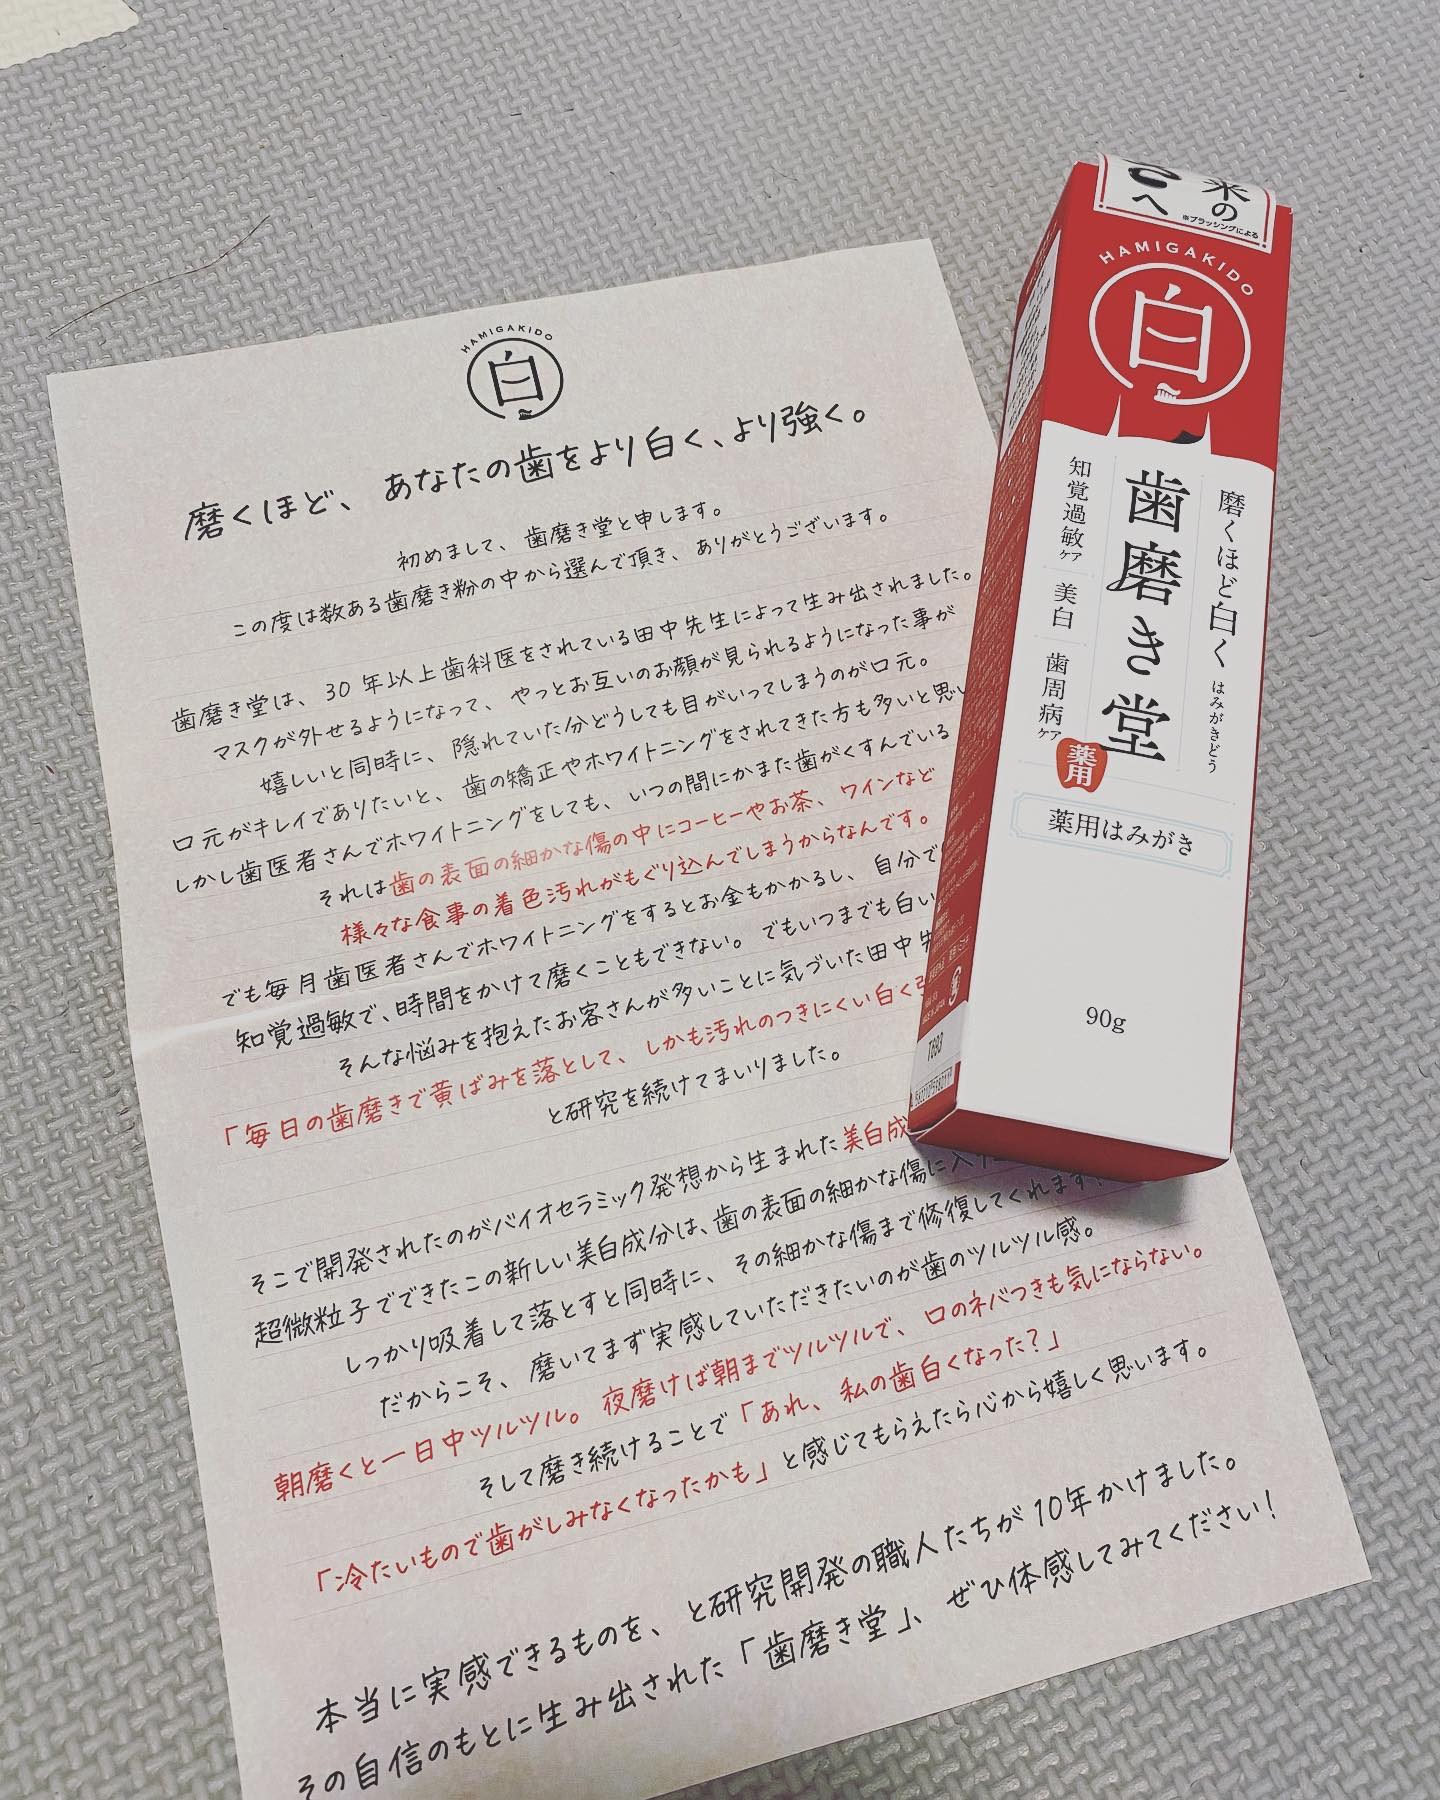 HAMIGAKIDO
白
磨くほど、あなたの歯をより白く、より強く。
初めまして、歯磨き堂と申します。
この度は数ある歯磨き粉の中から選んで頂き、ありがとうございます。
歯磨き堂は、30年以上歯科医をされている田中先生によって生み出されました。
マスクが外せるようになって、やっとお互いのお顔が見られるようになった事が
嬉しいと同時に、隠れていた分どうしても目がいってしまうのが口元。
口元がキレイでありたいと、歯の矯正やホワイトニングをされてきた方も多いと思い
しかし歯医者さんでホワイトニングをしても、いつの間にかまた歯がくすんでいる
それは歯の表面の細かな傷の中にコーヒーやお茶、ワインなど
様々な食事の着色汚れがもぐり込んでしまうからなんです。
でも毎月歯医者さんでホワイトニングをするとお金もかかるし、自分で
知覚過敏で、時間をかけて磨くこともできない。でもいつまでも白い
そんな悩みを抱えたお客さんが多いことに気づいた田中先
「毎日の歯磨きで黄ばみを落として、しかも汚れのつきにくい白く
と研究を続けてまいりました。
そこで開発されたのがバイオセラミック発想から生まれた美白成
超微粒子でできたこの新しい美白成分は、歯の表面の細かな傷に入り
しっかり吸着して落とすと同時に、その細かな傷まで修復してくれます
だからこそ、磨いてまず実感していただきたいのが歯のツルツル感。
朝磨くと一日中ツルツル。夜磨けば朝までツルツルで、口のネバつきも気にならない。
そして磨き続けることで「あれ、私の歯白くなった?」
「冷たいもので歯がしみなくなったかも」と感じてもらえたら心から嬉しく思います。
本当に実感できるものを、と研究開発の職人たちが10年かけました。
その自信のもとに生み出された「歯磨き堂」、ぜひ体感してみてください!
来の
へ
※ブラッシングによる
HAMIGAKIDO
白
磨くほど白く
はみがきどう
歯磨き堂
知覚過敏ケア
美白
歯周病ケア
薬用
薬用はみがき
90g